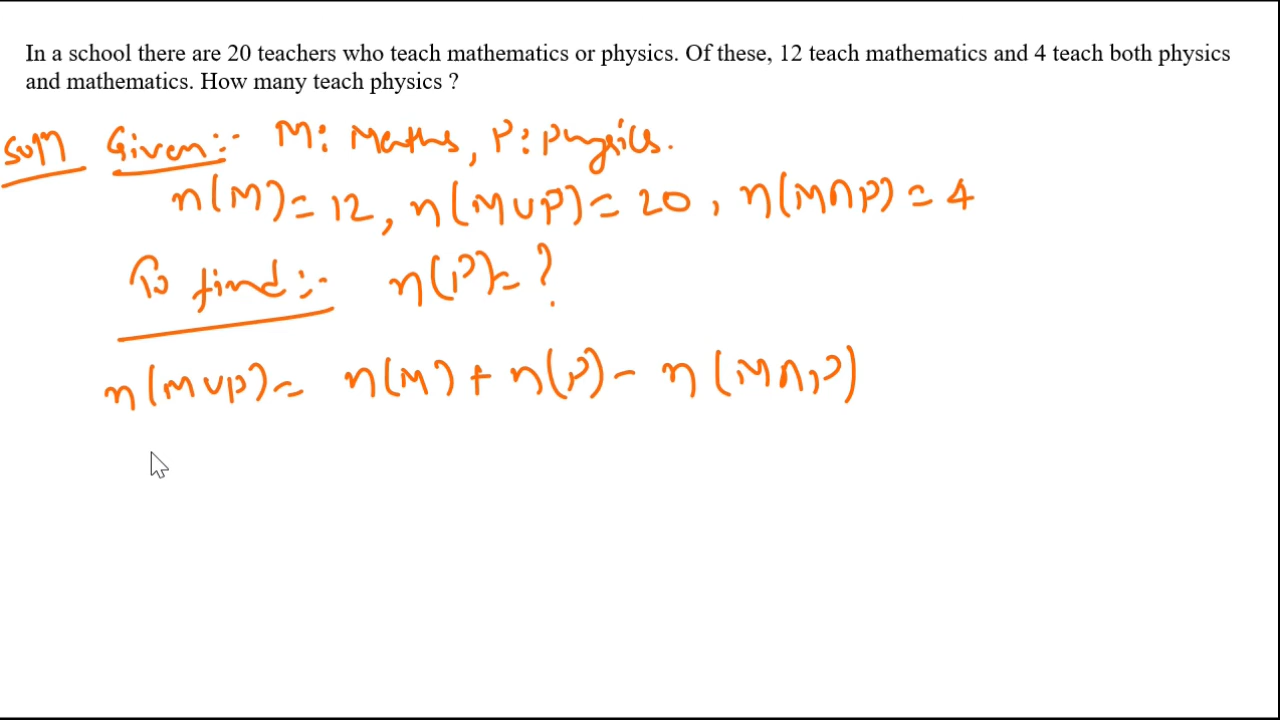 In a school there are 20 teachers who teach mathematics or physics. Of these, 12 teach mathematics and 4 teach both physics
and mathematics. How many teach physics ?
Soln Given:- M: Maths, P: Physics.
n(M)=12, n(M∪P)=20, n(M∩P)=4
To find:- n(P)=?
n(M∪P)= n(M)+n(P)-n(M∩P)